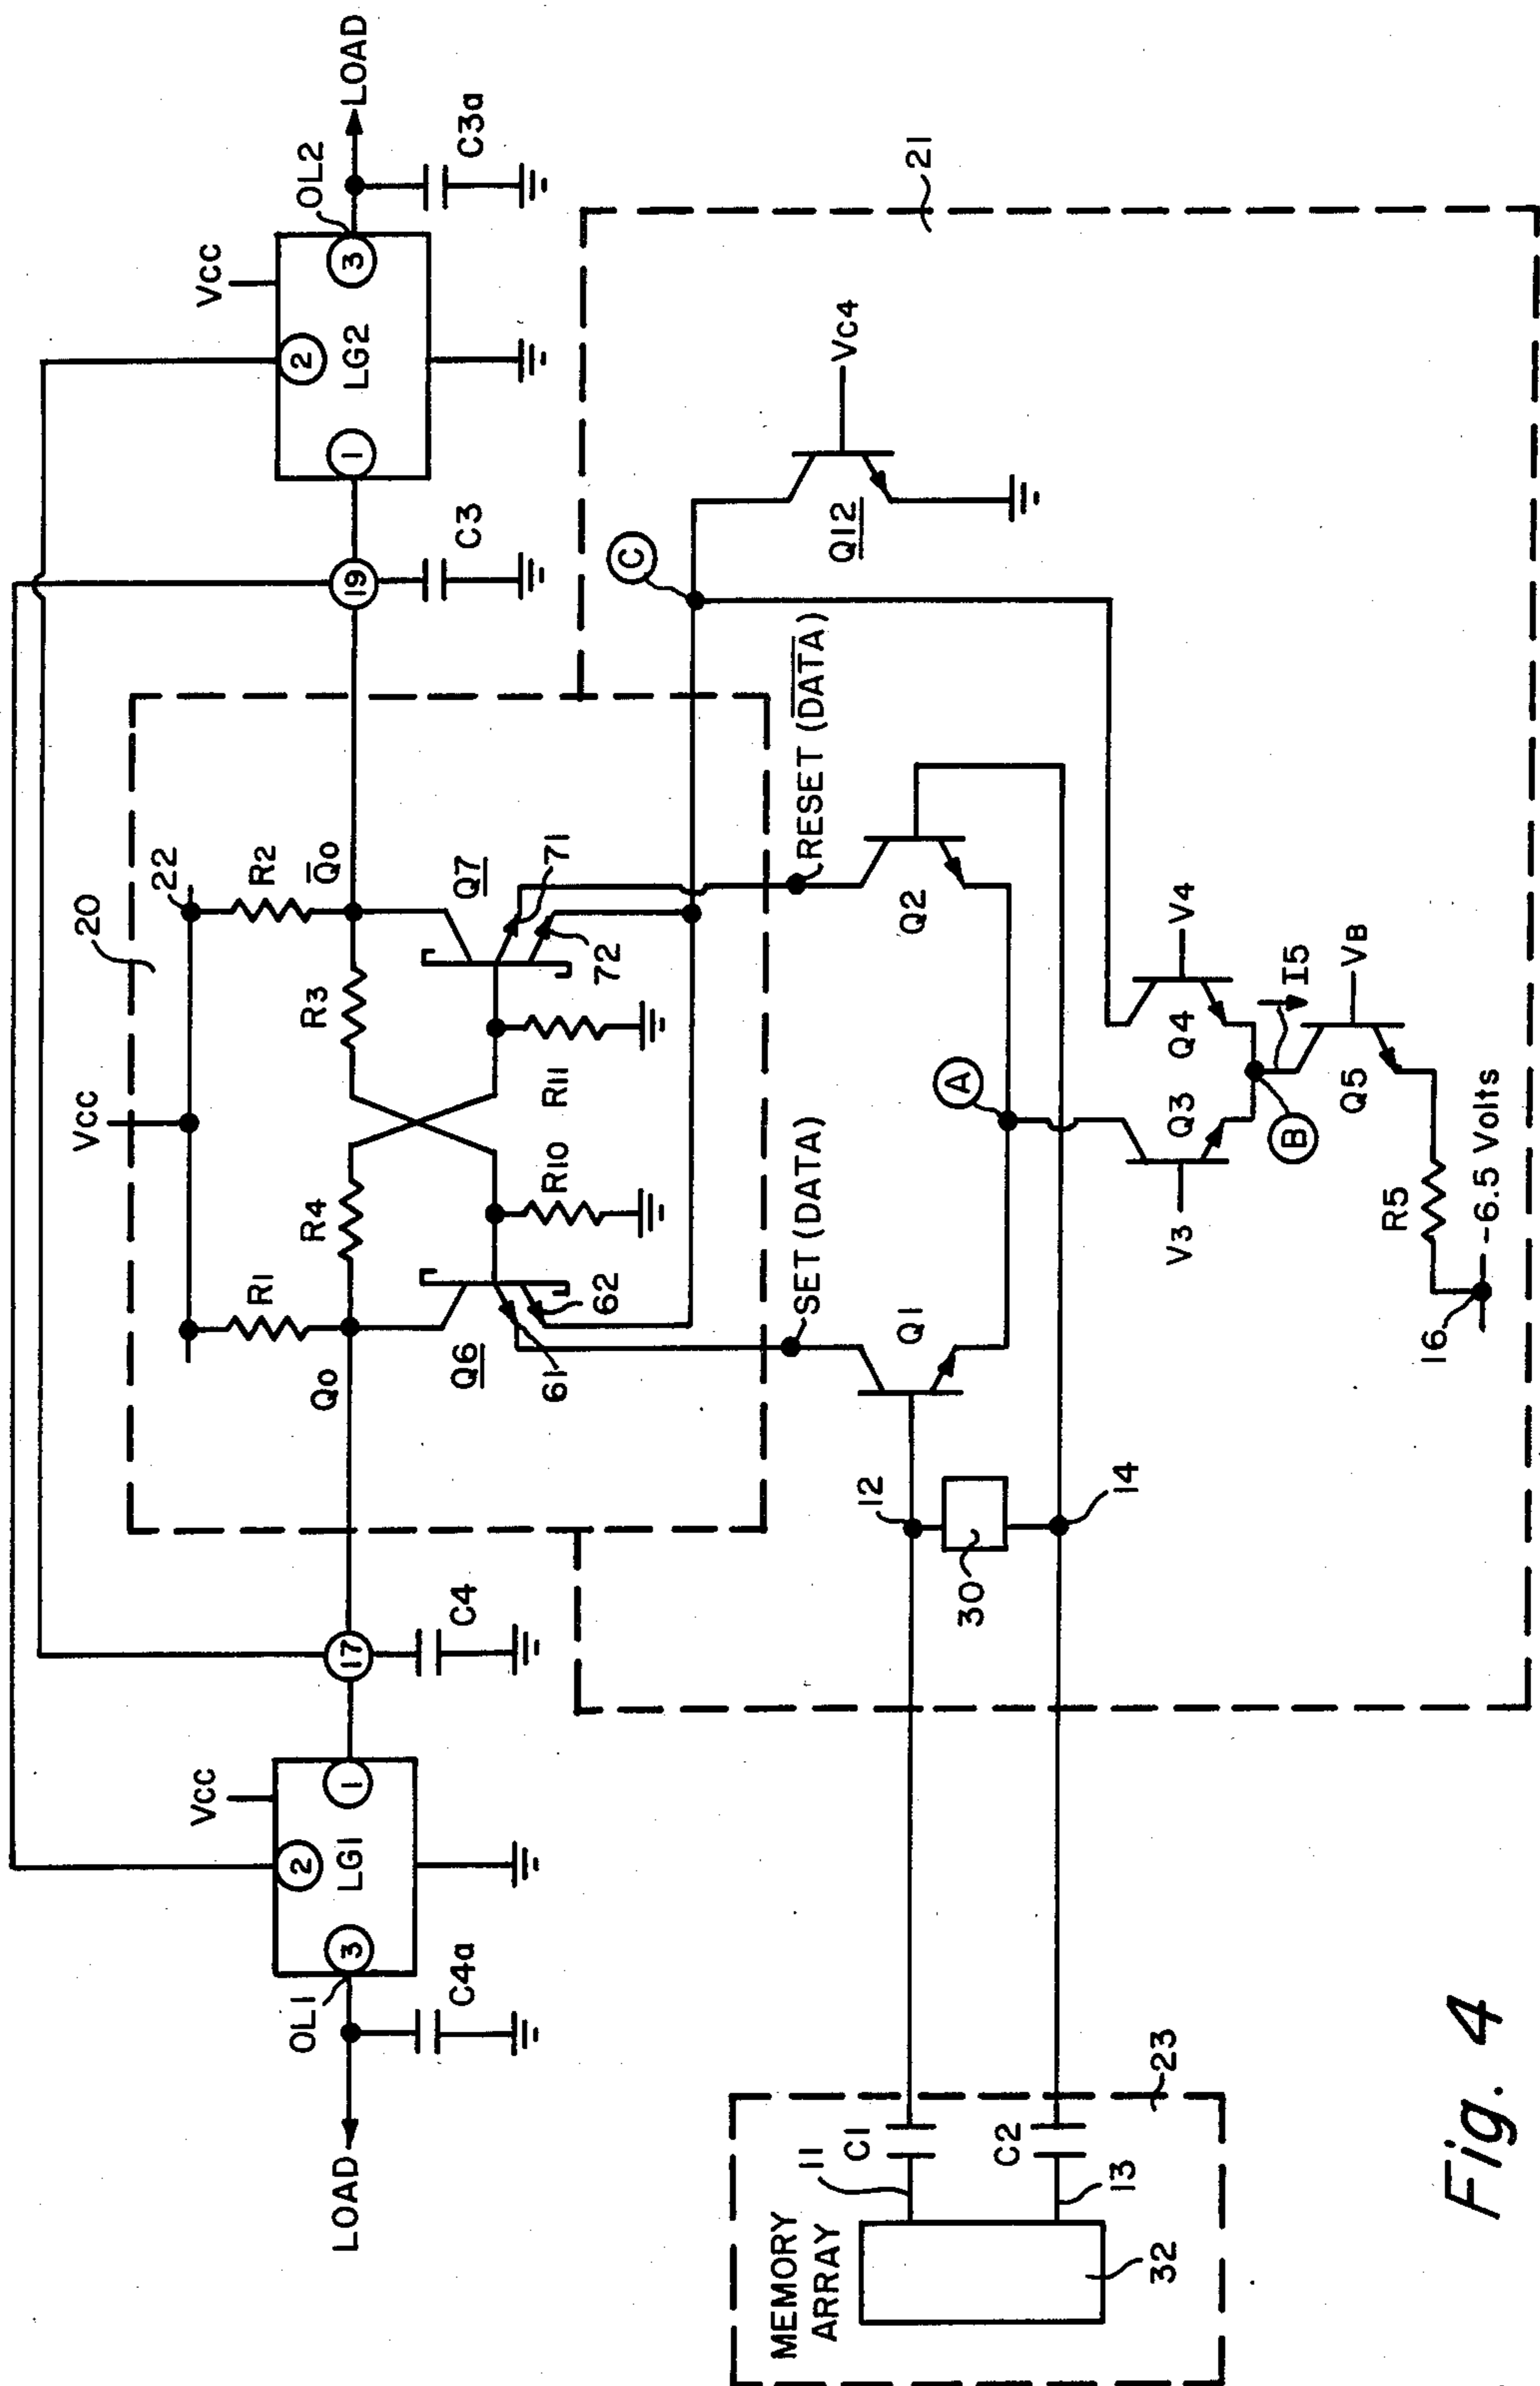 LOAD
OL1
C4a
3
LG1
2
1
VCC
17
C4
20
VCC
22
R1
R2
Q0
Q̅0
R4
R3
Q6
Q7
61
62
R10
R11
71
72
19
C3
VCC
1
2
LG2
3
OL2
LOAD
C3a
C
Q12
VC4
21
SET (DATA)
RESET (D̅A̅T̅A̅)
MEMORY
ARRAY
11
C1
C2
13
32
23
12
30
14
Q1
Q2
A
V3
Q3
Q4
V4
B
I5
Q5
VB
R5
16
-6.5 Volts
Fig. 4